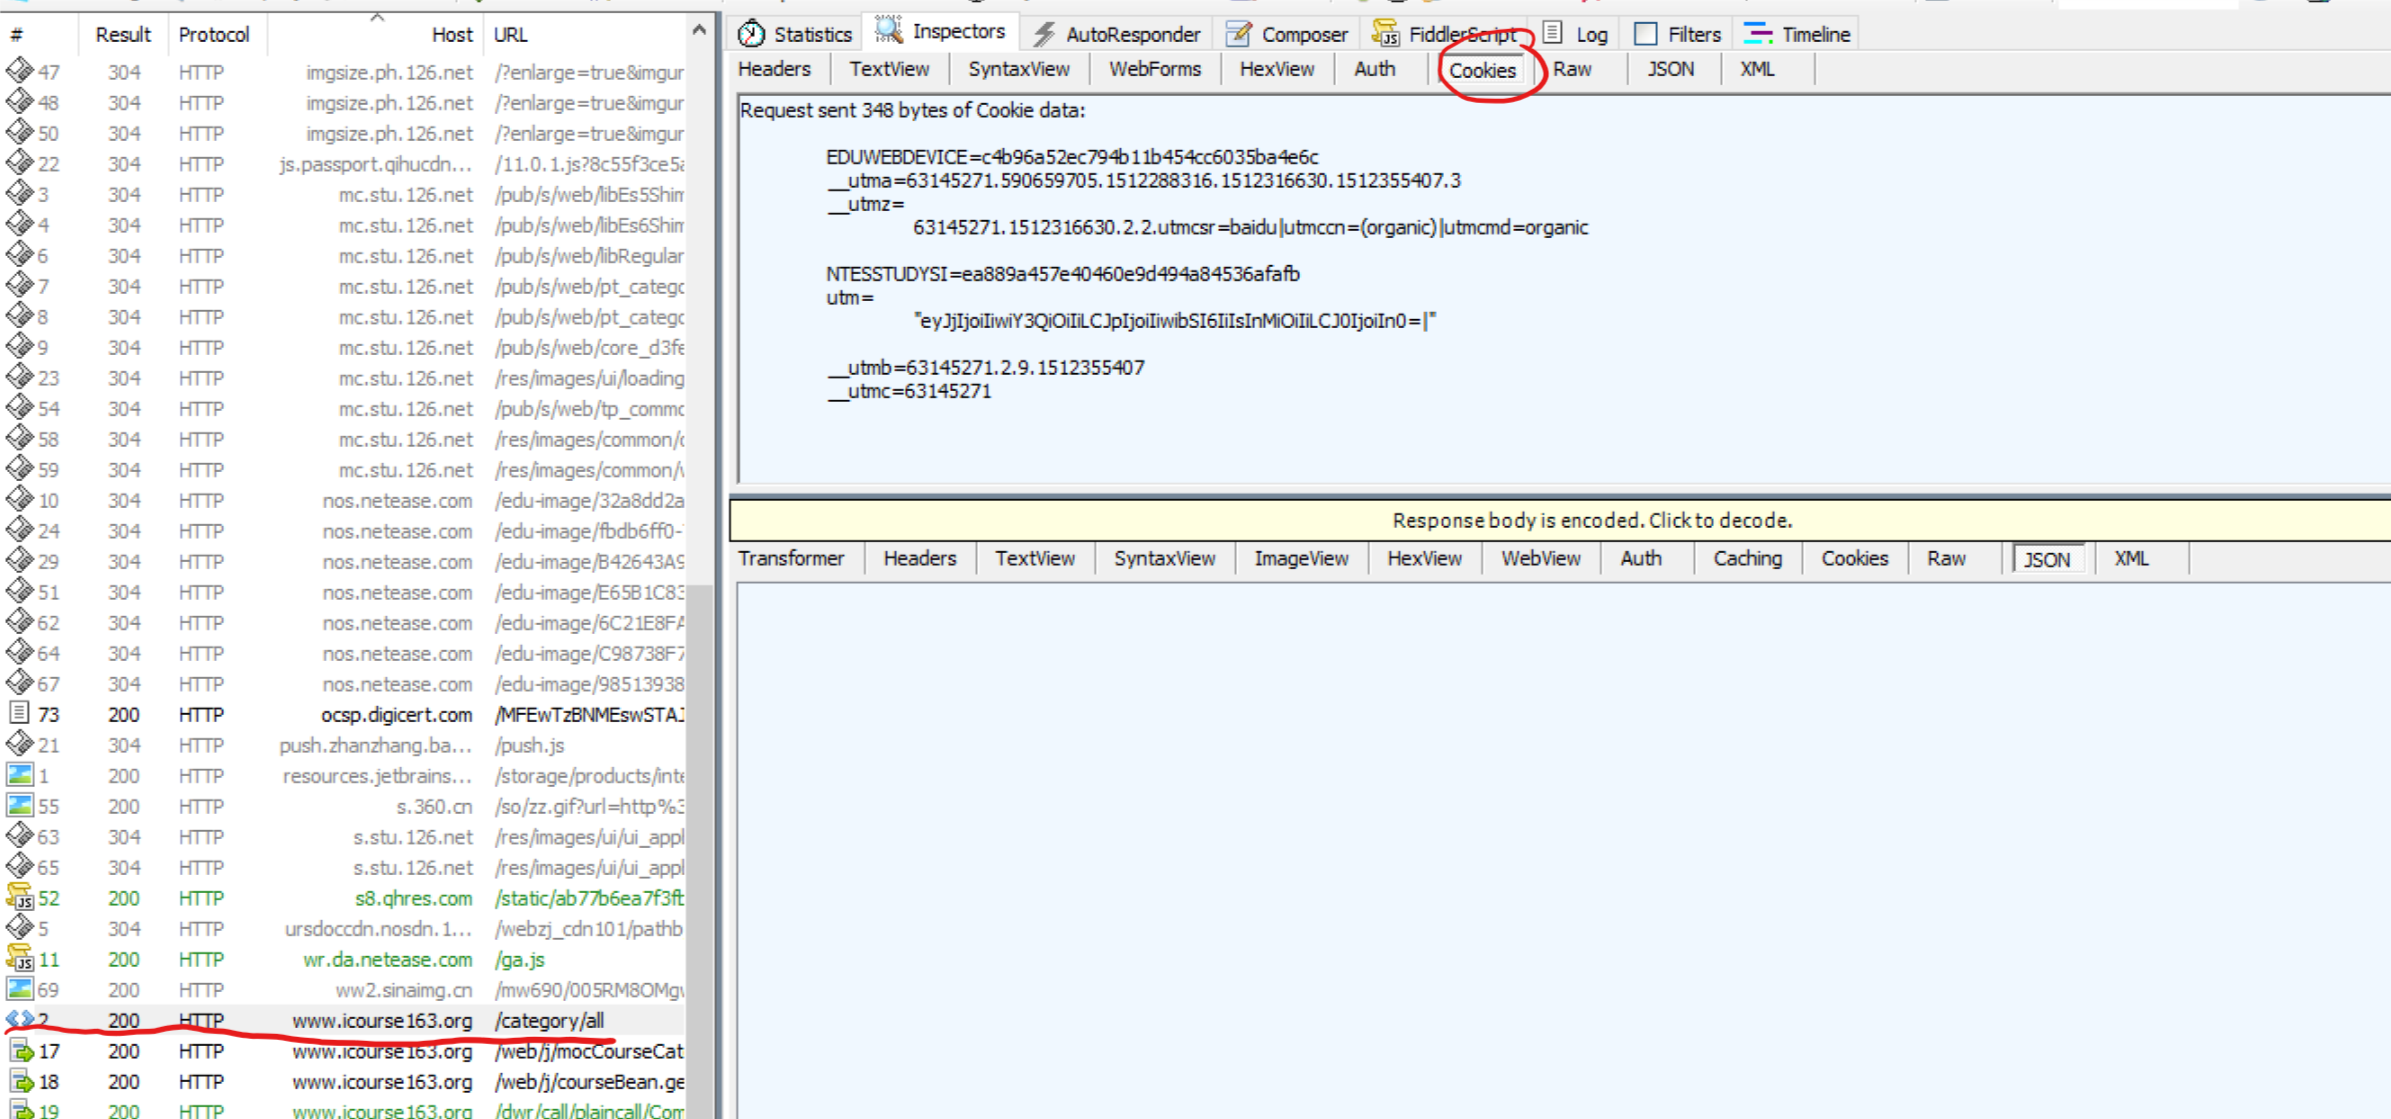 # Result Protocol Host URL
47 304 HTTP imgsize.ph.126.net /?enlarge=true&imgur
48 304 HTTP imgsize.ph.126.net /?enlarge=true&imgur
50 304 HTTP imgsize.ph.126.net /?enlarge=true&imgur
22 304 HTTP js.passport.qihucdn... /11.0.1.js?8c55f3ce5a
3 304 HTTP mc.stu.126.net /pub/s/web/libEs5Shim
4 304 HTTP mc.stu.126.net /pub/s/web/libEs6Shim
6 304 HTTP mc.stu.126.net /pub/s/web/libRegular
7 304 HTTP mc.stu.126.net /pub/s/web/pt_catego
8 304 HTTP mc.stu.126.net /pub/s/web/pt_catego
9 304 HTTP mc.stu.126.net /pub/s/web/core_d3fe
23 304 HTTP mc.stu.126.net /res/images/ui/loading
54 304 HTTP mc.stu.126.net /pub/s/web/tp_commo
58 304 HTTP mc.stu.126.net /res/images/common/
59 304 HTTP mc.stu.126.net /res/images/common/
10 304 HTTP nos.netease.com /edu-image/32a8dd2a
24 304 HTTP nos.netease.com /edu-image/fbdb6ff0-
29 304 HTTP nos.netease.com /edu-image/B42643A9
51 304 HTTP nos.netease.com /edu-image/E65B1C83
62 304 HTTP nos.netease.com /edu-image/6C21E8FA
64 304 HTTP nos.netease.com /edu-image/C98738F7
67 304 HTTP nos.netease.com /edu-image/98513938
73 200 HTTP ocsp.digicert.com /MFEwTzBNMEswSTAJ
21 304 HTTP push.zhanzhang.ba... /push.js
1 200 HTTP resources.jetbrains... /storage/products/inte
55 200 HTTP s.360.cn /so/zz.gif?url=http%3
63 304 HTTP s.stu.126.net /res/images/ui/ui_appl
65 304 HTTP s.stu.126.net /res/images/ui/ui_appl
52 200 HTTP s8.qhres.com /static/ab77b6ea7f3fb
5 304 HTTP ursdoccdn.nosdn.1... /webzj_cdn101/pathb
11 200 HTTP wr.da.netease.com /ga.js
69 200 HTTP ww2.sinaimg.cn /mw690/005RM8OMgv
2 200 HTTP www.icourse163.org /category/all
17 200 HTTP www.icourse163.org /web/j/mocCourseCat
18 200 HTTP www.icourse163.org /web/j/courseBean.ge
19 200 HTTP www.icourse163.org /dwr/call/plaincall/Com
Statistics Inspectors AutoResponder Composer FiddlerScript Log Filters Timeline
Headers TextView SyntaxView WebForms HexView Auth Cookies Raw JSON XML
Request sent 348 bytes of Cookie data:
EDUWEBDEVICE=c4b96a52ec794b11b454cc6035ba4e6c
__utma=63145271.590659705.1512288316.1512316630.1512355407.3
__utmz=
63145271.1512316630.2.2.utmcsr=baidu|utmccn=(organic)|utmcmd=organic
NTESSTUDYSI=ea889a457e40460e9d494a84536afafb
utm=
"eyJjIjoiIiwiY3QiOiIiLCJpIjoiIiwibSI6IiIsInMiOiIiLCJ0IjoiIn0=|"
__utmb=63145271.2.9.1512355407
__utmc=63145271
Response body is encoded. Click to decode.
Transformer Headers TextView SyntaxView ImageView HexView WebView Auth Caching Cookies Raw JSON XML